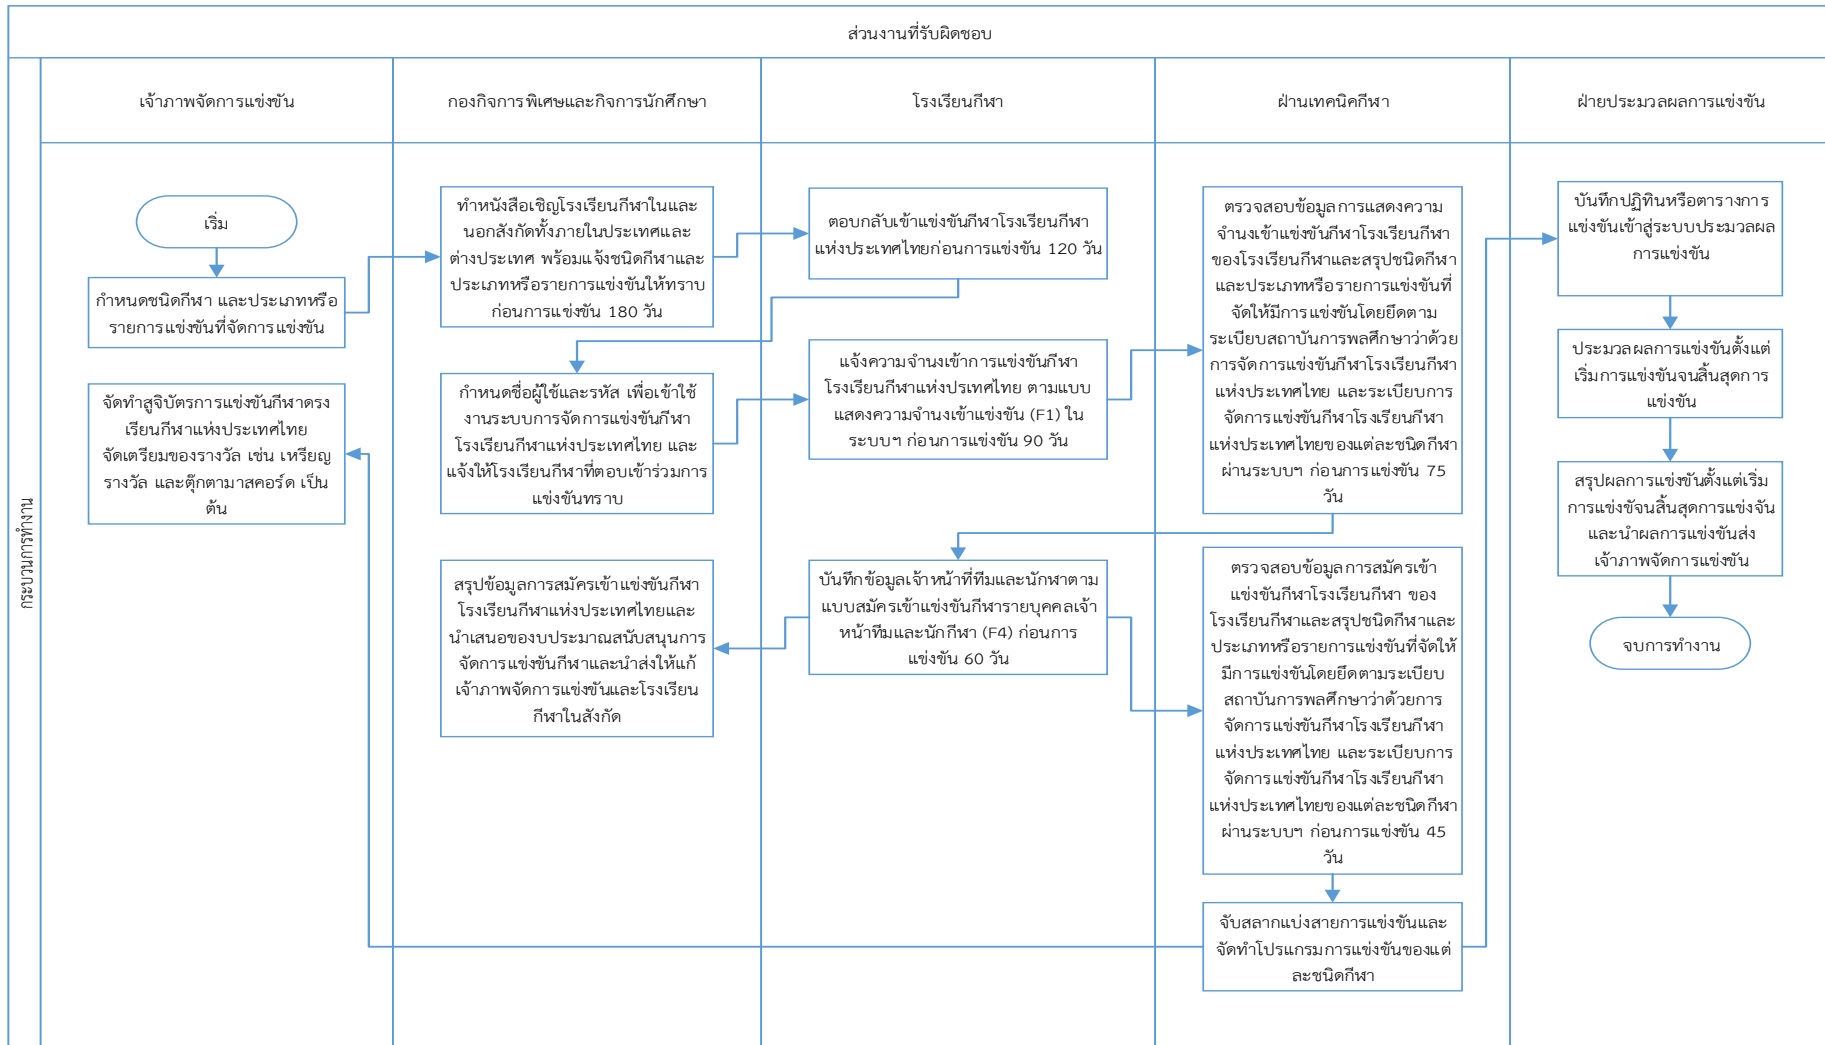 ส่วนงานที่รับผิดชอบ
กระบวนการทำงาน
เจ้าภาพจัดการแข่งขัน
กองกิจการพิเศษและกิจการนักศึกษา
โรงเรียนกีฬา
ฝ่านเทคนิคกีฬา
ฝ่ายประมวลผลการแข่งขัน
เริ่ม
กำหนดชนิดกีฬา และประเภทหรือ
รายการแข่งขันที่จัดการแข่งขัน
จัดทำสูจิบัตรการแข่งขันกีฬาดรง
เรียนกีฬาแห่งประเทศไทย
จัดเตรียมของรางวัล เช่น เหรียญ
รางวัล และตุ๊กตามาสคอร์ด เป็น
ต้น
ทำหนังสือเชิญโรงเรียนกีฬาในและ
นอกสังกัดทั้งภายในประเทศและ
ต่างประเทศ พร้อมแจ้งชนิดกีฬาและ
ประเภทหรือรายการแข่งขันให้ทราบ
ก่อนการแข่งขัน 180 วัน
กำหนดชื่อผู้ใช้และรหัส เพื่อเข้าใช้
งานระบบการจัดการแข่งขันกีฬา
โรงเรียนกีฬาแห่งประเทศไทย และ
แจ้งให้โรงเรียนกีฬาที่ตอบเข้าร่วมการ
แข่งขันทราบ
สรุปข้อมูลการสมัครเข้าแข่งขันกีฬา
โรงเรียนกีฬาแห่งประเทศไทยและ
นำเสนอของบประมาณสนับสนุนการ
จัดการแข่งขันกีฬาและนำส่งให้แก้
เจ้าภาพจัดการแข่งขันและโรงเรียน
กีฬาในสังกัด
ตอบกลับเข้าแข่งขันกีฬาโรงเรียนกีฬา
แห่งประเทศไทยก่อนการแข่งขัน 120 วัน
แจ้งความจำนงเข้าการแข่งขันกีฬา
โรงเรียนกีฬาแห่งปรเทศไทย ตามแบบ
แสดงความจำนงเข้าแข่งขัน (F1) ใน
ระบบฯ ก่อนการแข่งขัน 90 วัน
บันทึกข้อมูลเจ้าหน้าที่ทีมและนักฬาตาม
แบบสมัครเข้าแข่งขันกีฬารายบุคคลเจ้า
หน้าทีมและนักกีฬา (F4) ก่อนการ
แข่งขัน 60 วัน
ตรวจสอบข้อมูลการแสดงความ
จำนงเข้าแข่งขันกีฬาโรงเรียนกีฬา
ของโรงเรียนกีฬาและสรุปชนิดกีฬา
และประเภทหรือรายการแข่งขันที่
จัดให้มีการแข่งขันโดยยึดตาม
ระเบียบสถาบันการพลศึกษาว่าด้วย
การจัดการแข่งขันกีฬาโรงเรียนกีฬา
แห่งประเทศไทย และระเบียบการ
จัดการแข่งขันกีฬาโรงเรียนกีฬา
แห่งประเทศไทยของแต่ละชนิดกีฬา
ผ่านระบบฯ ก่อนการแข่งขัน 75
วัน
ตรวจสอบข้อมูลการสมัครเข้า
แข่งขันกีฬาโรงเรียนกีฬา ของ
โรงเรียนกีฬาและสรุปชนิดกีฬาและ
ประเภทหรือรายการแข่งขันที่จัดให้
มีการแข่งขันโดยยึดตามระเบียบ
สถาบันการพลศึกษาว่าด้วยการ
จัดการแข่งขันกีฬาโรงเรียนกีฬา
แห่งประเทศไทย และระเบียบการ
จัดการแข่งขันกีฬาโรงเรียนกีฬา
แห่งประเทศไทยของแต่ละชนิดกีฬา
ผ่านระบบฯ ก่อนการแข่งขัน 45
วัน
จับสลากแบ่งสายการแข่งขันและ
จัดทำโปรแกรมการแข่งขันของแต่
ละชนิดกีฬา
บันทึกปฏิทินหรือตารางการ
แข่งขันเข้าสู่ระบบประมวลผล
การแข่งขัน
ประมวลผลการแข่งขันตั้งแต่
เริ่มการแข่งขันจนสิ้นสุดการ
แข่งขัน
สรุปผลการแข่งขันตั้งแต่เริ่ม
การแข่งขัจนสิ้นสุดการแข่งจัน
และนำผลการแข่งขันส่ง
เจ้าภาพจัดการแข่งขัน
จบการทำงาน